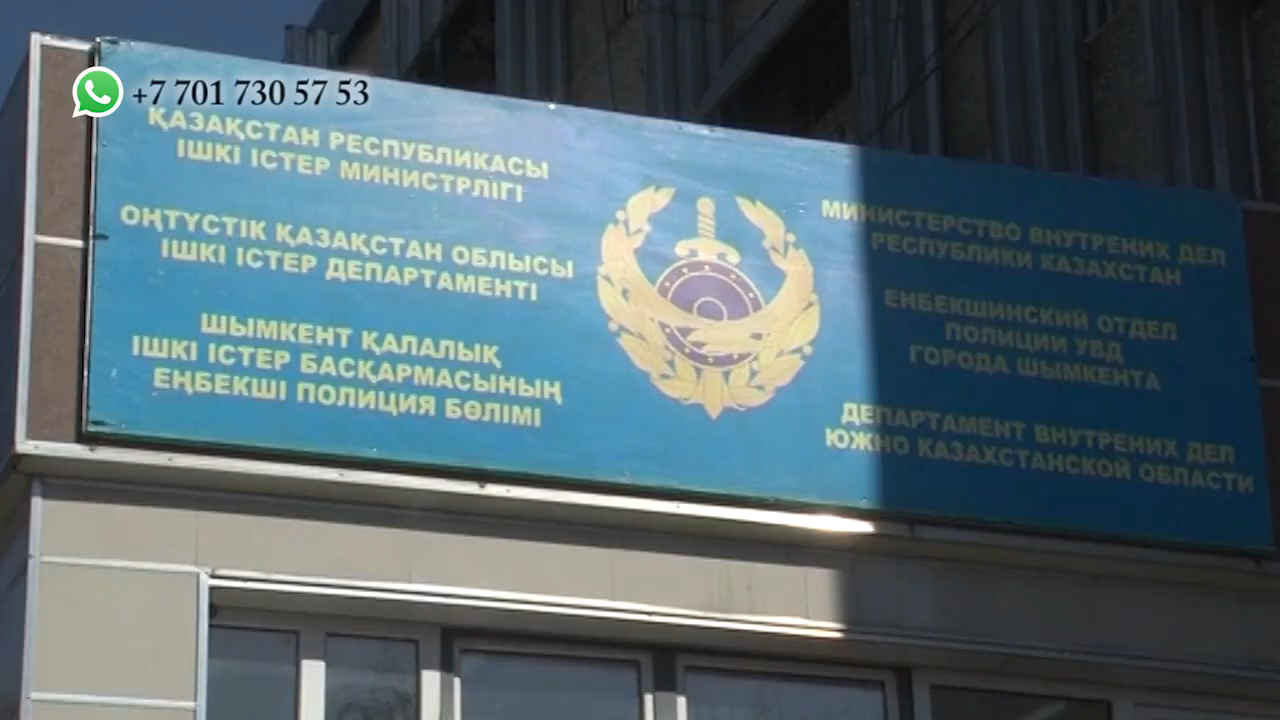 +7 701 730 57 53
ҚАЗАҚСТАН РЕСПУБЛИКАСЫ
ІШКІ ІСТЕР МИНИСТРЛІГІ
ОҢТҮСТІК ҚАЗАҚСТАН ОБЛЫСЫ
ІШКІ ІСТЕР ДЕПАРТАМЕНТІ
ШЫМКЕНТ ҚАЛАЛЫҚ
ІШКІ ІСТЕР БАСҚАРМАСЫНЫҢ
ЕҢБЕКШІ ПОЛИЦИЯ БӨЛІМІ
МИНИСТЕРСТВО ВНУТРЕНИХ ДЕЛ
РЕСПУБЛИКИ КАЗАХСТАН
ЕНБЕКШИНСКИЙ ОТДЕЛ
ПОЛИЦИИ УВД
ГОРОДА ШЫМКЕНТА
ДЕПАРТАМЕНТ ВНУТРЕНИХ ДЕЛ
ЮЖНО КАЗАХСТАНСКОЙ ОБЛАСТИ